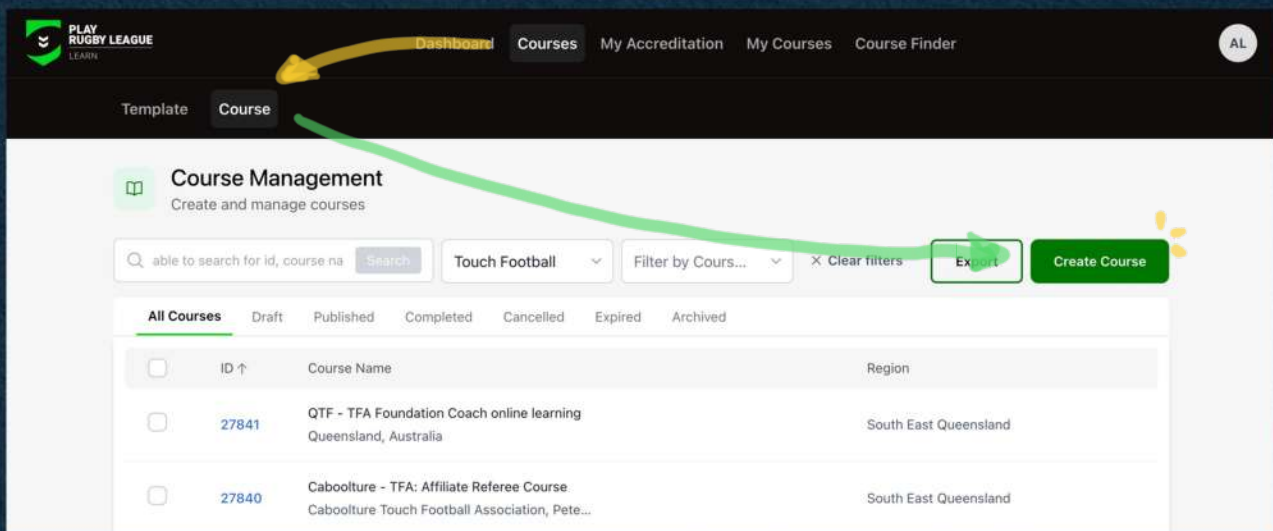 PLAY
RUGBY LEAGUE
LEARN
Dashboard Courses My Accreditation My Courses Course Finder
AL
Template Course
Course Management
Create and manage courses
able to search for id, course na Search Touch Football Filter by Cours... × Clear filters Export Create Course
All Courses Draft Published Completed Cancelled Expired Archived
ID ↑ Course Name Region
27841 QTF - TFA Foundation Coach online learning South East Queensland
Queensland, Australia
27840 Caboolture - TFA: Affiliate Referee Course South East Queensland
Caboolture Touch Football Association, Pete...